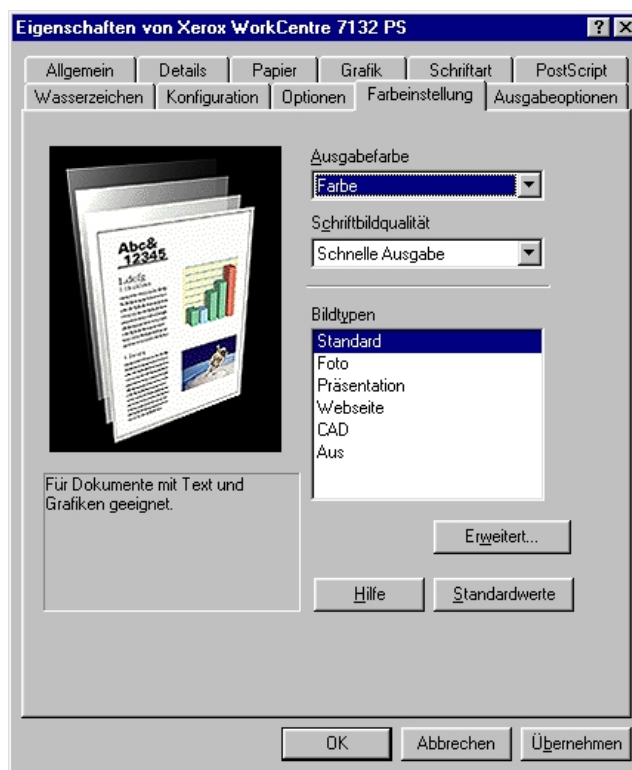 Eigenschaften von Xerox WorkCentre 7132 PS
Allgemein Details Papier Grafik Schriftart PostScript
Wasserzeichen Konfiguration Optionen Farbeinstellung Ausgabeoptionen
Ausgabefarbe
Farbe
Schriftbildqualität
Schnelle Ausgabe
Abc&
12345
Bildtypen
Standard
Foto
Präsentation
Webseite
CAD
Aus
Für Dokumente mit Text und
Grafiken geeignet.
Erweitert...
Hilfe Standardwerte
OK Abbrechen Übernehmen